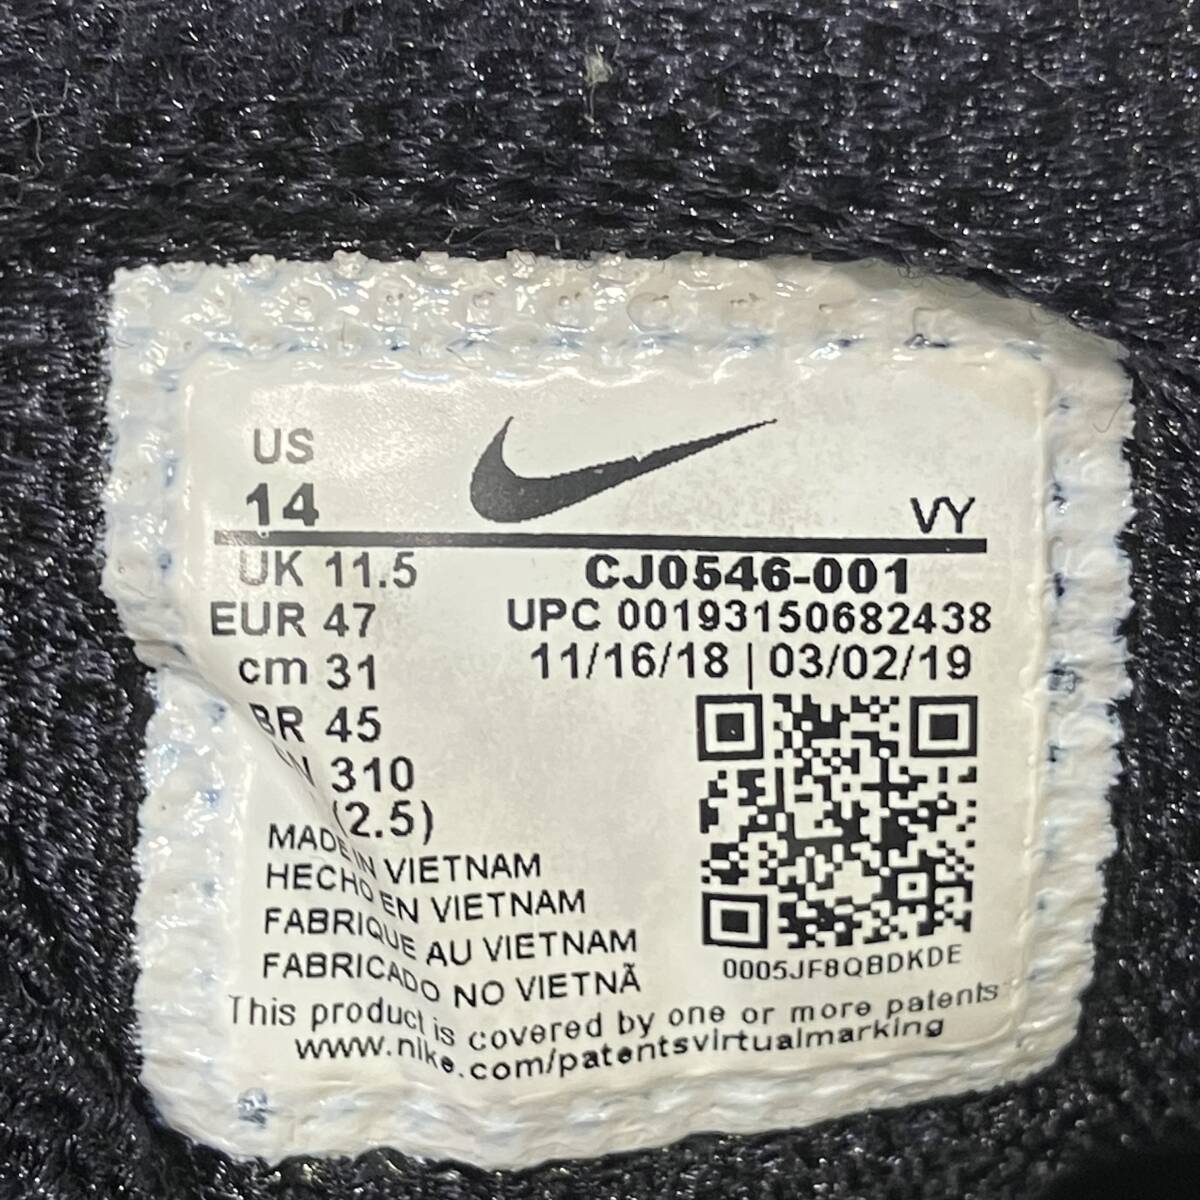 US
14
VY
UK 11.5
CJ0546-001
EUR 47
UPC 00193150682438
cm 31
11/16/18 | 03/02/19
BR 45
310
(2.5)
MADE IN VIETNAM
HECHO EN VIETNAM
FABRIQUE AU VIETNAM
FABRICADO NO VIETNÃ
0005JF8QBDKDE
This product is covered by one or more patents
www.nike.com/patentsvirtualmarking